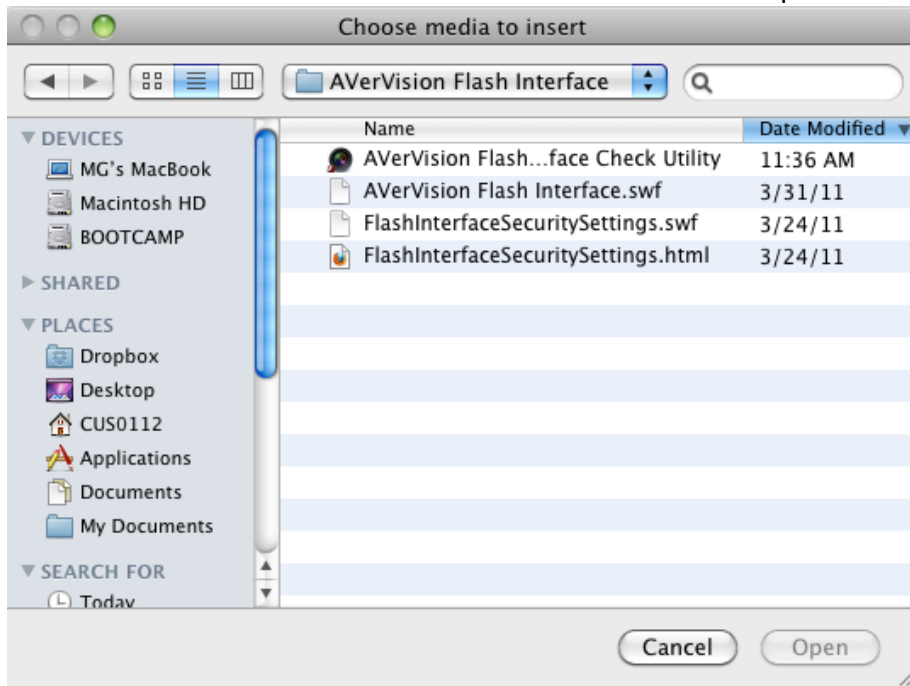 Choose media to insert
AVerVision Flash Interface
DEVICES
MG's MacBook
Macintosh HD
BOOTCAMP
SHARED
PLACES
Dropbox
Desktop
CUS0112
Applications
Documents
My Documents
SEARCH FOR
Today
Name Date Modified
AVerVision Flash...face Check Utility 11:36 AM
AVerVision Flash Interface.swf 3/31/11
FlashInterfaceSecuritySettings.swf 3/24/11
FlashInterfaceSecuritySettings.html 3/24/11
Cancel Open